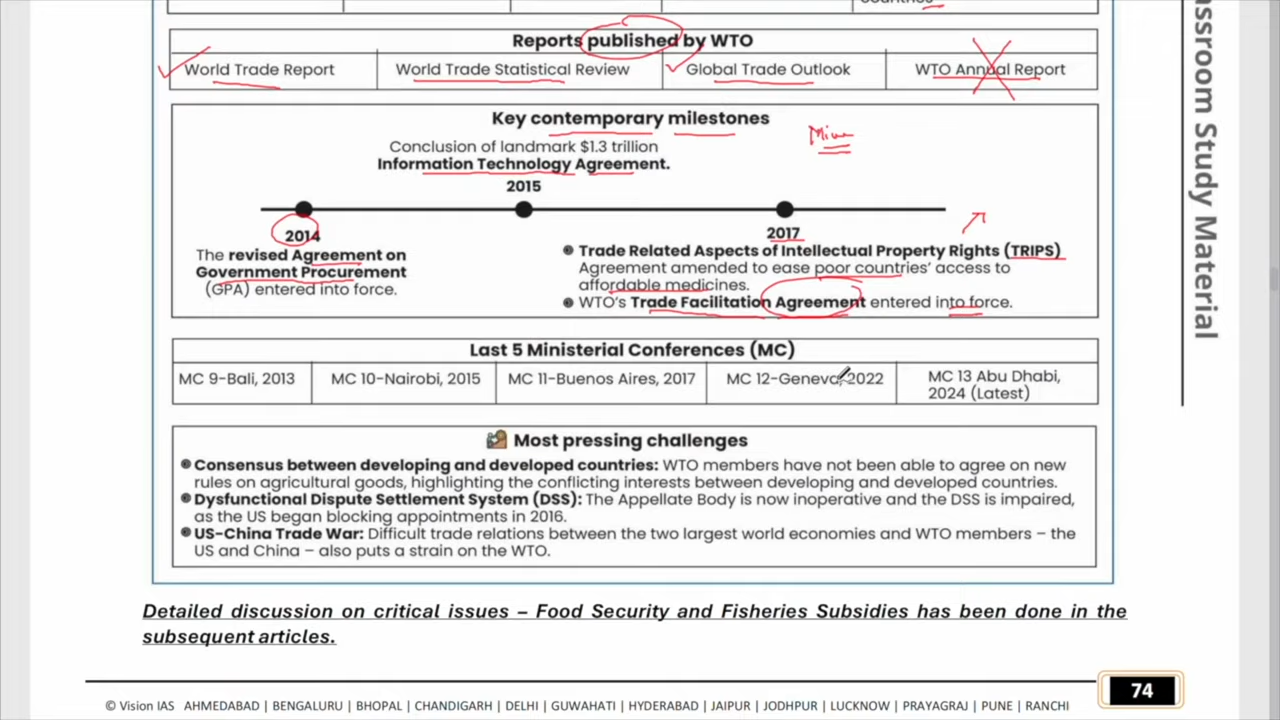 Reports published by WTO
World Trade Report
World Trade Statistical Review
Global Trade Outlook
WTO Annual Report
Key contemporary milestones
Conclusion of landmark $1.3 trillion
Information Technology Agreement.
2015
2014
2017
The revised Agreement on
Government Procurement
(GPA) entered into force.
Trade Related Aspects of Intellectual Property Rights (TRIPS)
Agreement amended to ease poor countries' access to
affordable medicines.
WTO's Trade Facilitation Agreement entered into force.
Last 5 Ministerial Conferences (MC)
MC 9-Bali, 2013
MC 10-Nairobi, 2015
MC 11-Buenos Aires, 2017
MC 12-Geneva, 2022
MC 13 Abu Dhabi,
2024 (Latest)
Most pressing challenges
Consensus between developing and developed countries: WTO members have not been able to agree on new
rules on agricultural goods, highlighting the conflicting interests between developing and developed countries.
Dysfunctional Dispute Settlement System (DSS): The Appellate Body is now inoperative and the DSS is impaired,
as the US began blocking appointments in 2016.
US-China Trade War: Difficult trade relations between the two largest world economies and WTO members – the
US and China – also puts a strain on the WTO.
Detailed discussion on critical issues – Food Security and Fisheries Subsidies has been done in the
subsequent articles.
74
© Vision IAS AHMEDABAD | BENGALURU | BHOPAL | CHANDIGARH | DELHI | GUWAHATI | HYDERABAD | JAIPUR | JODHPUR | LUCKNOW | PRAYAGRAJ | PUNE | RANCHI
Study Material